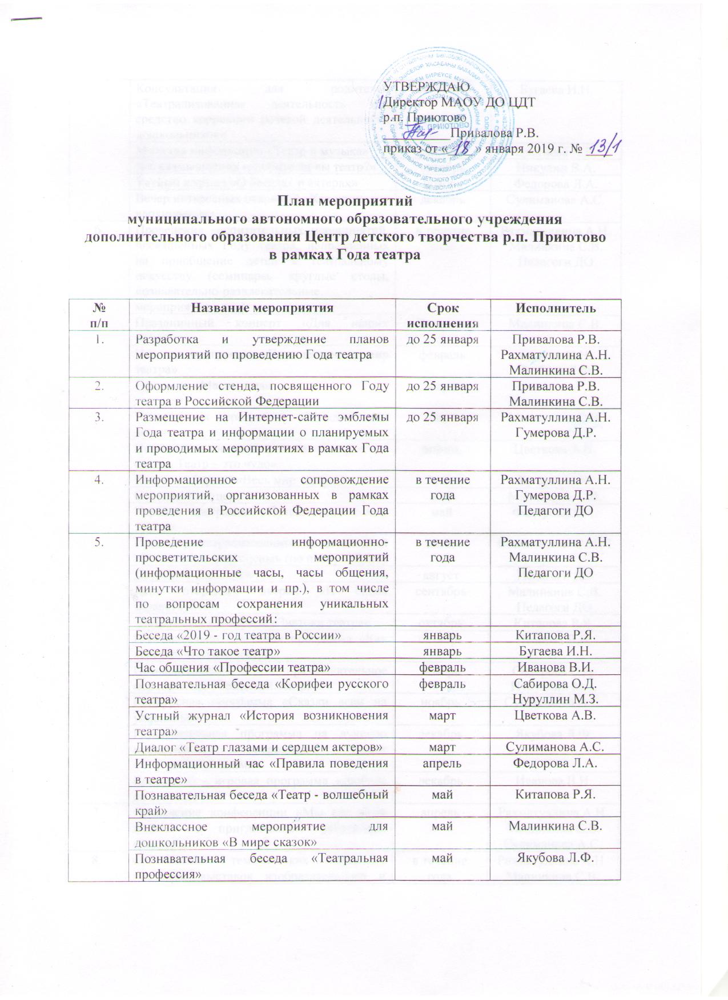 УТВЕРЖДАЮ
Директор МАОУ ДО ЦДТ
р.п. Приютово
__________Привалова Р.В.
приказ от « 18 » января 2019 г. № 13/1
План мероприятий
муниципального автономного образовательного учреждения
дополнительного образования Центр детского творчества р.п. Приютово
в рамках Года театра
№ Название мероприятия Срок Исполнитель
п/п исполнения
1. Разработка и утверждение планов до 25 января Привалова Р.В.
мероприятий по проведению Года театра Рахматуллина А.Н.
Малинкина С.В.
2. Оформление стенда, посвященного Году до 25 января Привалова Р.В.
театра в Российской Федерации Малинкина С.В.
3. Размещение на Интернет-сайте эмблемы до 25 января Рахматуллина А.Н.
Года театра и информации о планируемых Гумерова Д.Р.
и проводимых мероприятиях в рамках Года
театра
4. Информационное сопровождение в течение Рахматуллина А.Н.
мероприятий, организованных в рамках года Гумерова Д.Р.
проведения в Российской Федерации Года Педагоги ДО
театра
5. Проведение информационно- в течение Рахматуллина А.Н.
просветительских мероприятий года Малинкина С.В.
(информационные часы, часы общения, Педагоги ДО
минутки информации и пр.), в том числе
по вопросам сохранения уникальных
театральных профессий:
Беседа «2019 - год театра в России» январь Китапова Р.Я.
Беседа «Что такое театр» январь Бугаева И.Н.
Час общения «Профессии театра» февраль Иванова В.И.
Познавательная беседа «Корифеи русского февраль Сабирова О.Д.
театра» Нуруллин М.З.
Устный журнал «История возникновения март Цветкова А.В.
театра»
Диалог «Театр глазами и сердцем актеров» март Сулиманова А.С.
Информационный час «Правила поведения апрель Федорова Л.А.
в театре»
Познавательная беседа «Театр - волшебный май Китапова Р.Я.
край»
Внеклассное мероприятие для май Малинкина С.В.
дошкольников «В мире сказок»
Познавательная беседа «Театральная май Якубова Л.Ф.
профессия»